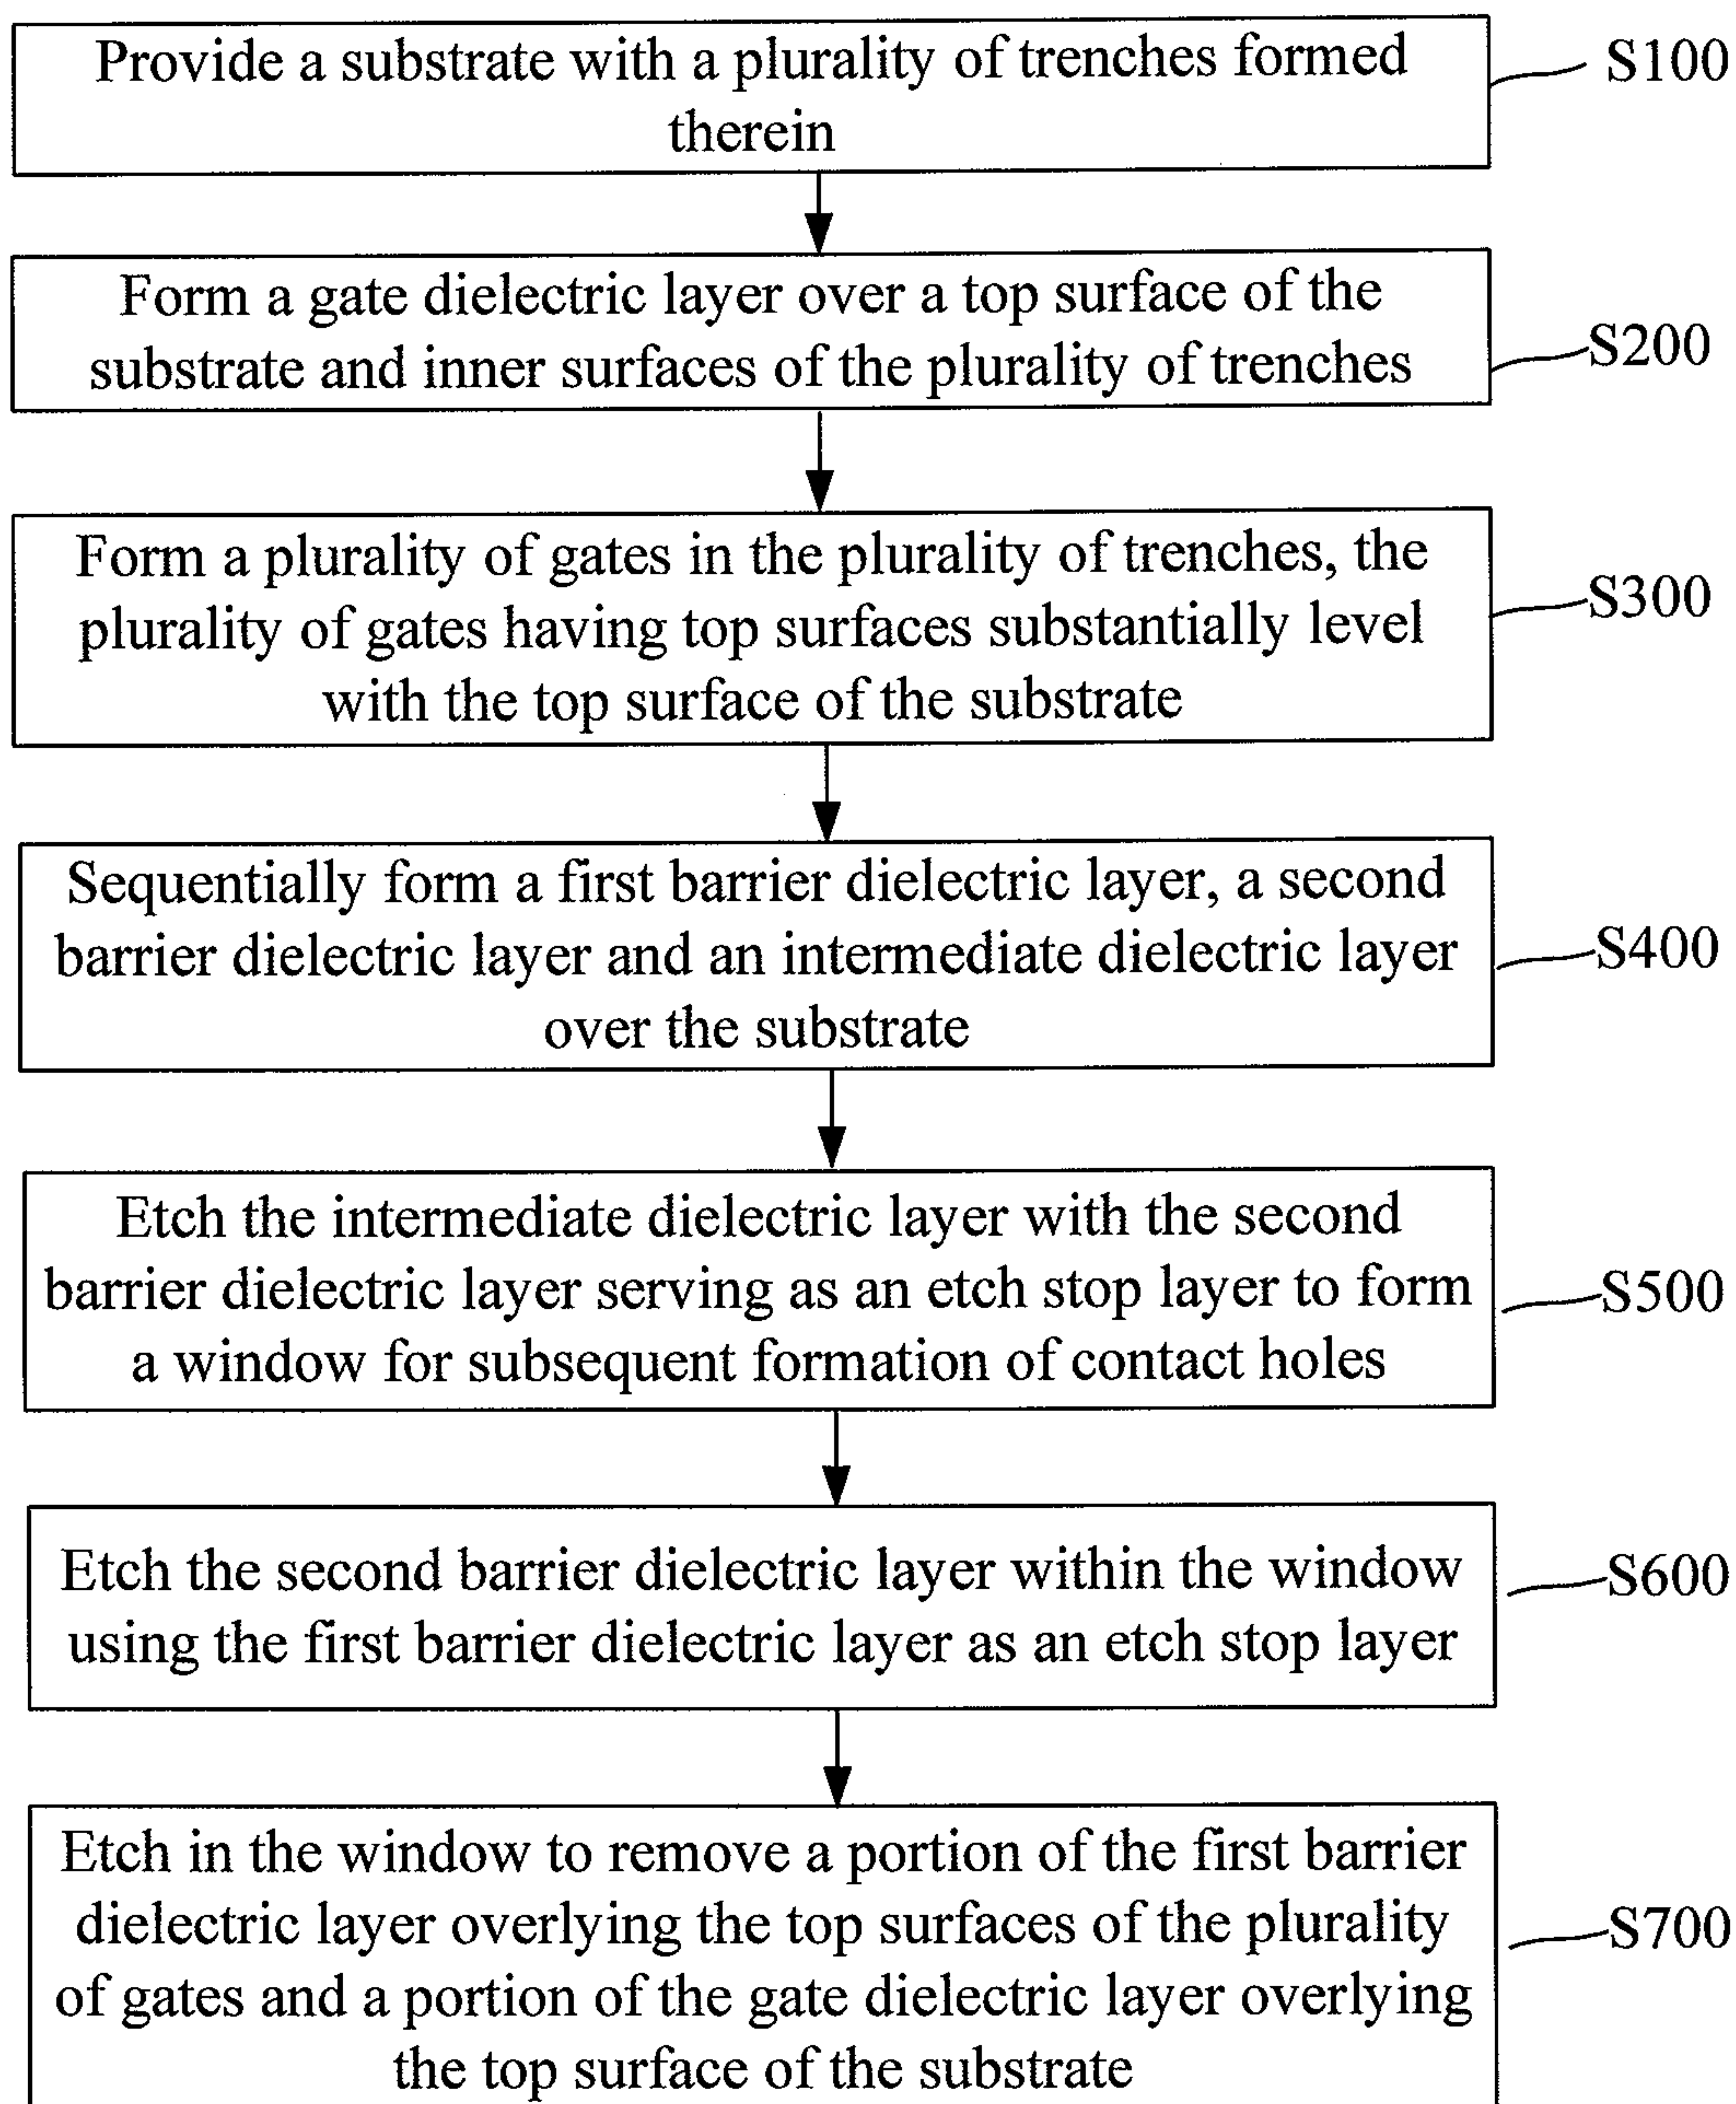 Provide a substrate with a plurality of trenches formed
therein
S100
Form a gate dielectric layer over a top surface of the
substrate and inner surfaces of the plurality of trenches
S200
Form a plurality of gates in the plurality of trenches, the
plurality of gates having top surfaces substantially level
with the top surface of the substrate
S300
Sequentially form a first barrier dielectric layer, a second
barrier dielectric layer and an intermediate dielectric layer
over the substrate
S400
Etch the intermediate dielectric layer with the second
barrier dielectric layer serving as an etch stop layer to form
a window for subsequent formation of contact holes
S500
Etch the second barrier dielectric layer within the window
using the first barrier dielectric layer as an etch stop layer
S600
Etch in the window to remove a portion of the first barrier
dielectric layer overlying the top surfaces of the plurality
of gates and a portion of the gate dielectric layer overlying
the top surface of the substrate
S700